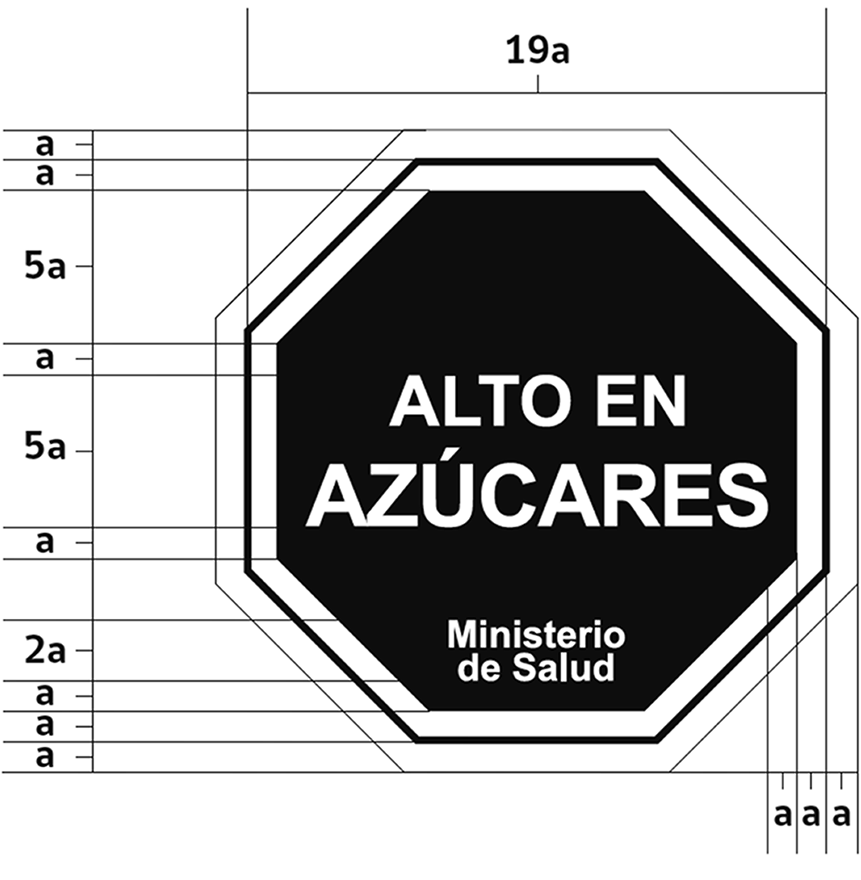 19a
a
a
5a
a
5a
a
2a
a
a
a
ALTO EN
AZÚCARES
Ministerio
de Salud
a a a